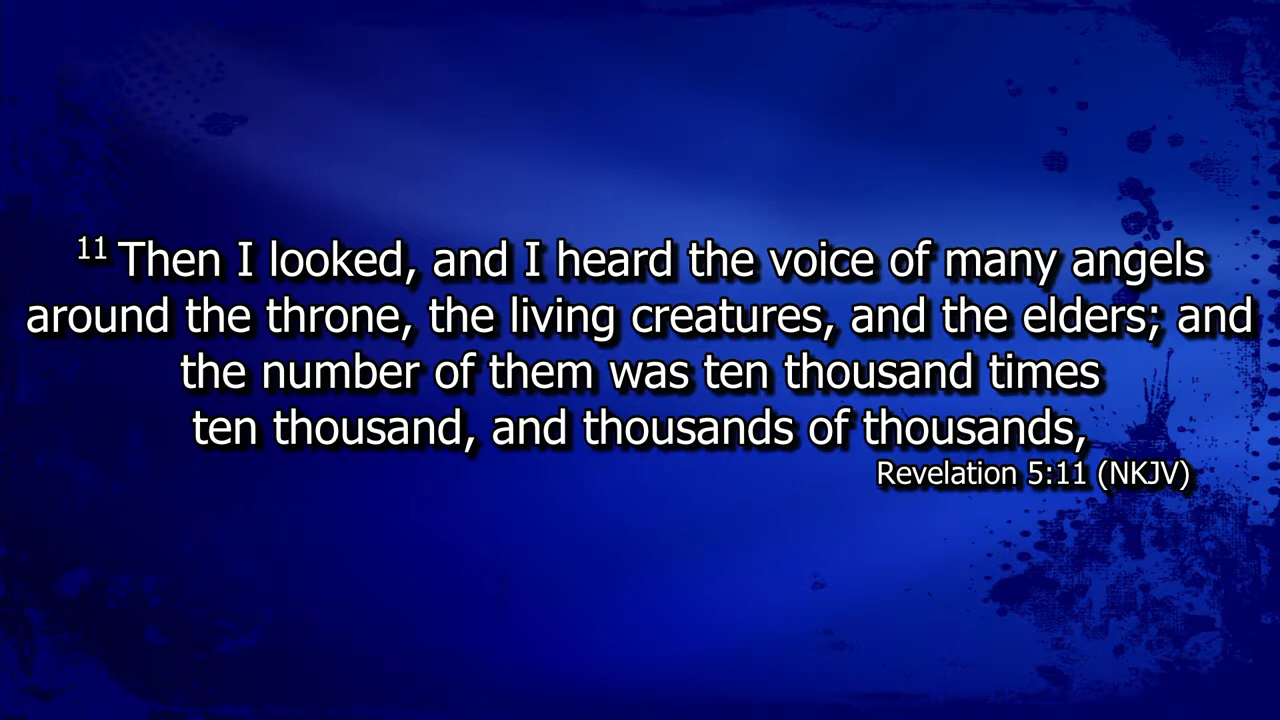 11 Then I looked, and I heard the voice of many angels
around the throne, the living creatures, and the elders; and
the number of them was ten thousand times
ten thousand, and thousands of thousands,
Revelation 5:11 (NKJV)